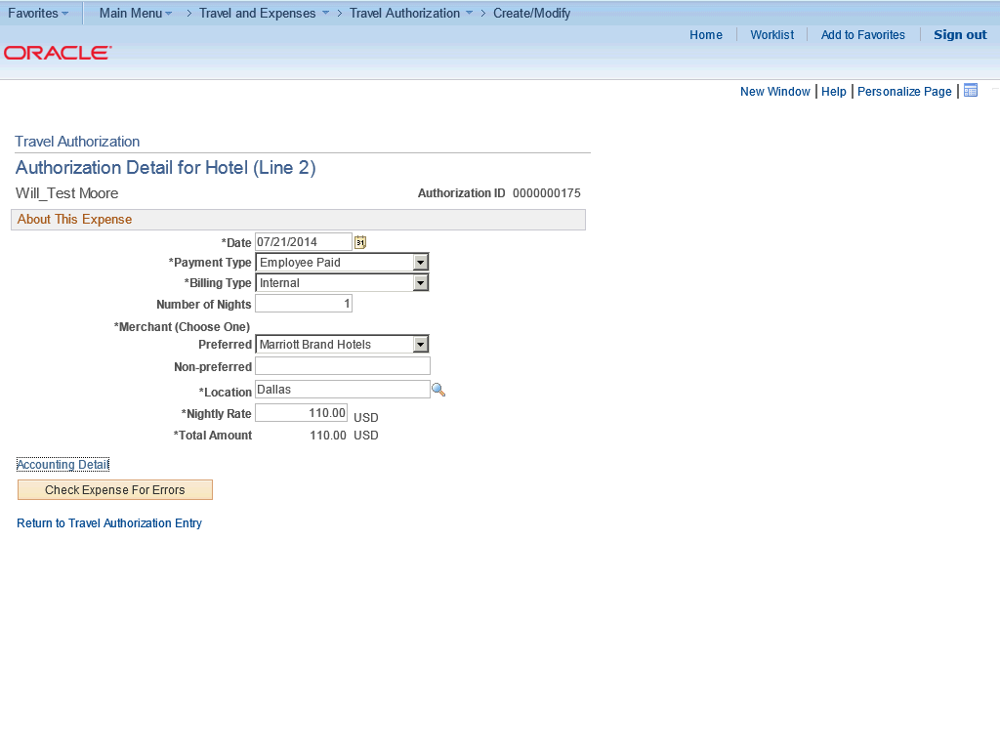 Favorites Main Menu > Travel and Expenses > Travel Authorization > Create/Modify
Home Worklist Add to Favorites Sign out
ORACLE
New Window | Help | Personalize Page |
Travel Authorization
Authorization Detail for Hotel (Line 2)
Will_Test Moore Authorization ID 0000000175
About This Expense
*Date 07/21/2014 31
*Payment Type Employee Paid
*Billing Type Internal
Number of Nights 1
*Merchant (Choose One)
Preferred Marriott Brand Hotels
Non-preferred
*Location Dallas
*Nightly Rate 110.00 USD
*Total Amount 110.00 USD
Accounting Detail
Check Expense For Errors
Return to Travel Authorization Entry